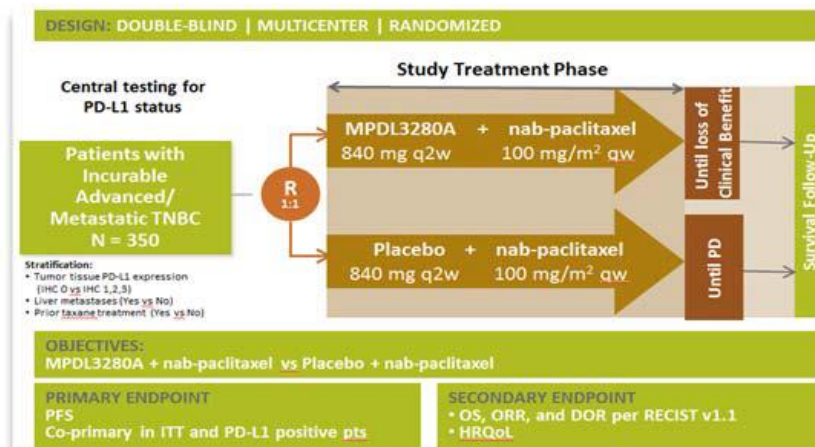 DESIGN: DOUBLE-BLIND | MULTICENTER | RANDOMIZED
Study Treatment Phase
Central testing for
PD-L1 status
Patients with
Incurable
Advanced/
Metastatic TNBC
N = 350
R
1:1
MPDL3280A + nab-paclitaxel
840 mg q2w 100 mg/m² qw
Placebo + nab-paclitaxel
840 mg q2w 100 mg/m² qw
Until loss of
Clinical Benefit
Until PD
Survival Follow-Up
Stratification:
• Tumor tissue PD-L1 expression
(IHC 0 vs IHC 1,2,3)
• Liver metastases (Yes vs No)
• Prior taxane treatment (Yes vs No)
OBJECTIVES:
MPDL3280A + nab-paclitaxel vs Placebo + nab-paclitaxel
PRIMARY ENDPOINT
PFS
Co-primary in ITT and PD-L1 positive pts
SECONDARY ENDPOINT
• OS, ORR, and DOR per RECIST v1.1
• HRQoL